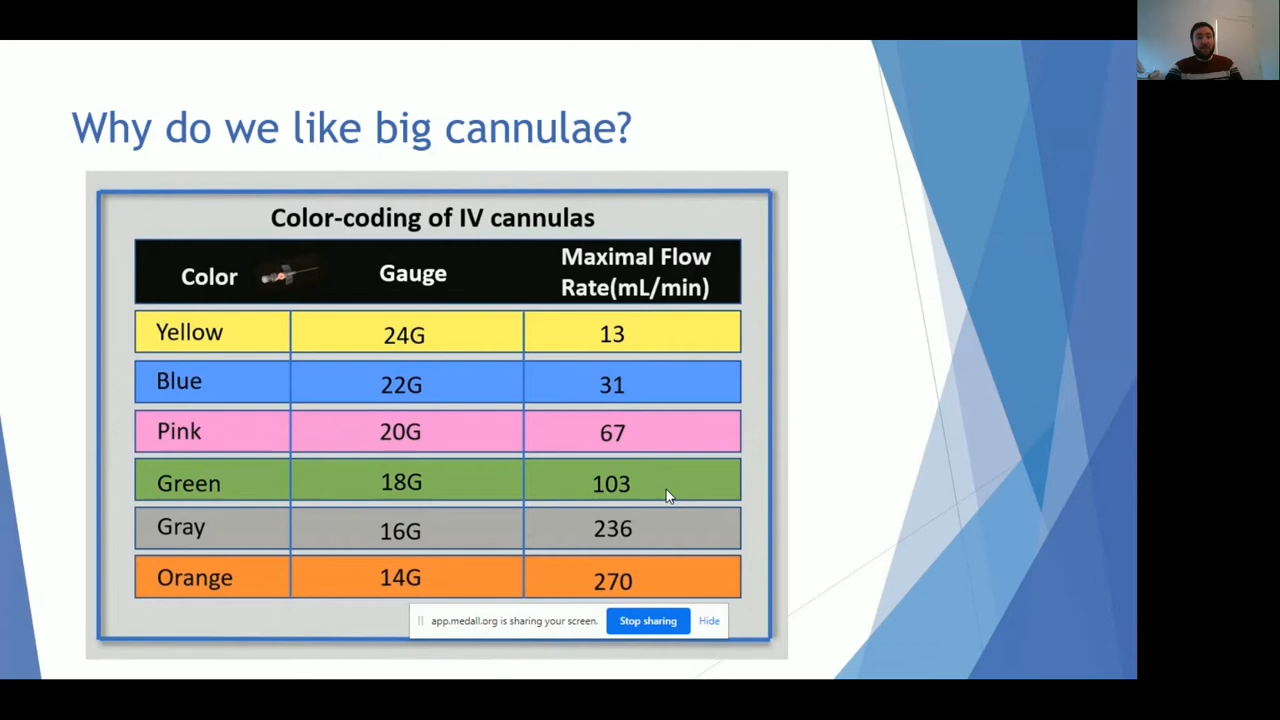 Why do we like big cannulae?
Color-coding of IV cannulas
Color Gauge Maximal Flow
Rate(mL/min)
Yellow 24G 13
Blue 22G 31
Pink 20G 67
Green 18G 103
Gray 16G 236
Orange 14G 270
app.medall.org is sharing your screen. Stop sharing Hide